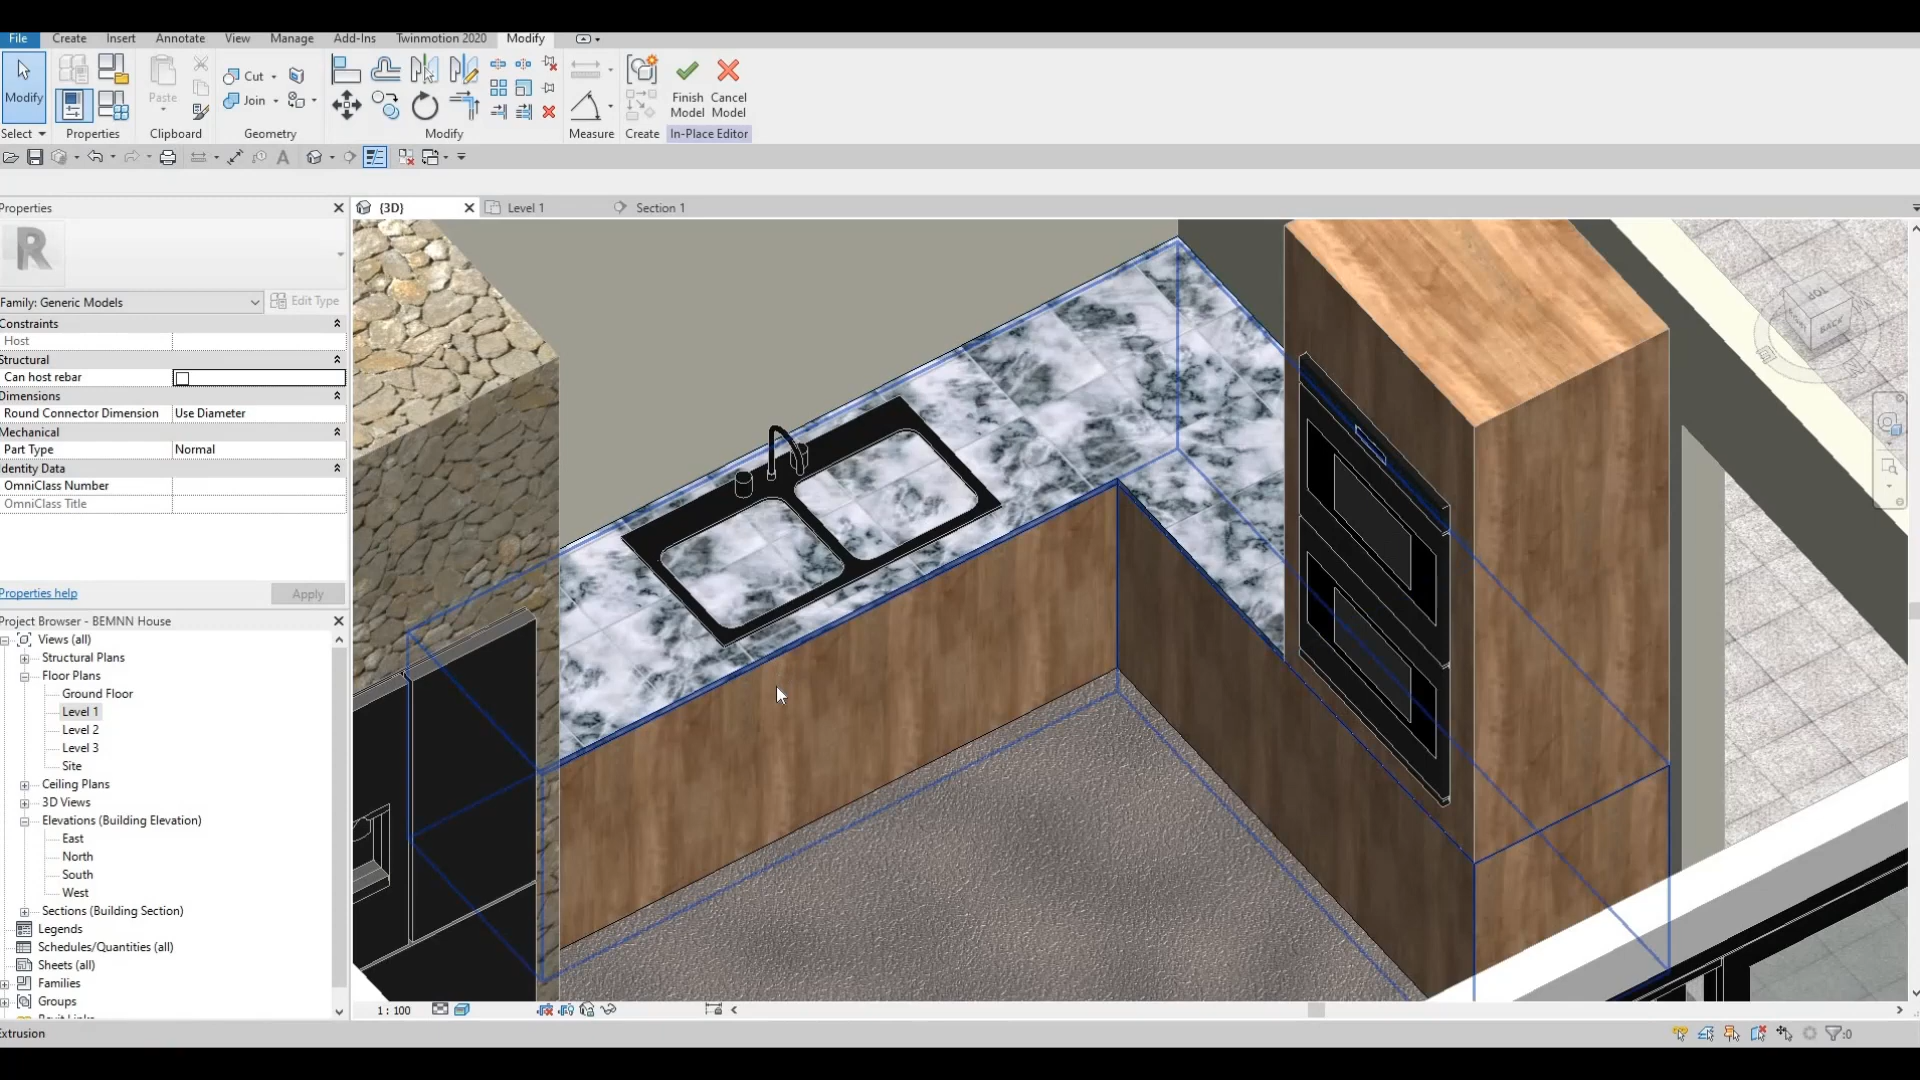 File Create Insert Annotate View Manage Add-Ins Twinmotion 2020 Modify
Modify
Paste
Cut
Join
Finish Model
Cancel Model
Select Properties Clipboard Geometry Modify Measure Create In-Place Editor
Properties
{3D} Level 1 Section 1
Family: Generic Models
Edit Type
Constraints
Host
Structural
Can host rebar
Dimensions
Round Connector Dimension Use Diameter
Mechanical
Part Type Normal
Identity Data
OmniClass Number
OmniClass Title
Properties help
Apply
Project Browser - BEMNN House
Views (all)
Structural Plans
Floor Plans
Ground Floor
Level 1
Level 2
Level 3
Site
Ceiling Plans
3D Views
Elevations (Building Elevation)
East
North
South
West
Sections (Building Section)
Legends
Schedules/Quantities (all)
Sheets (all)
Families
Groups
TOP
BACK
1 : 100
Extrusion
:0